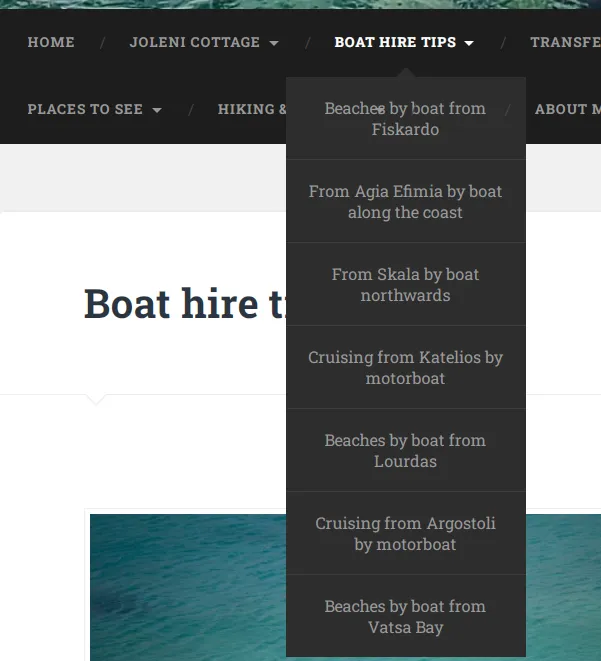 HOME / JOLENI COTTAGE / BOAT HIRE TIPS / TRANSFE
PLACES TO SEE / HIKING & / ABOUT M
Beaches by boat from
Fiskardo
From Agia Efimia by boat
along the coast
From Skala by boat
northwards
Boat hire t
Cruising from Katelios by
motorboat
Beaches by boat from
Lourdas
Cruising from Argostoli
by motorboat
Beaches by boat from
Vatsa Bay